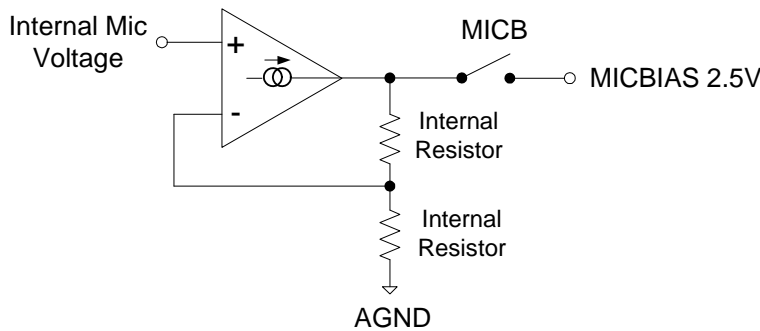 Internal Mic
Voltage
+
-
MICB
MICBIAS 2.5V
Internal
Resistor
Internal
Resistor
AGND